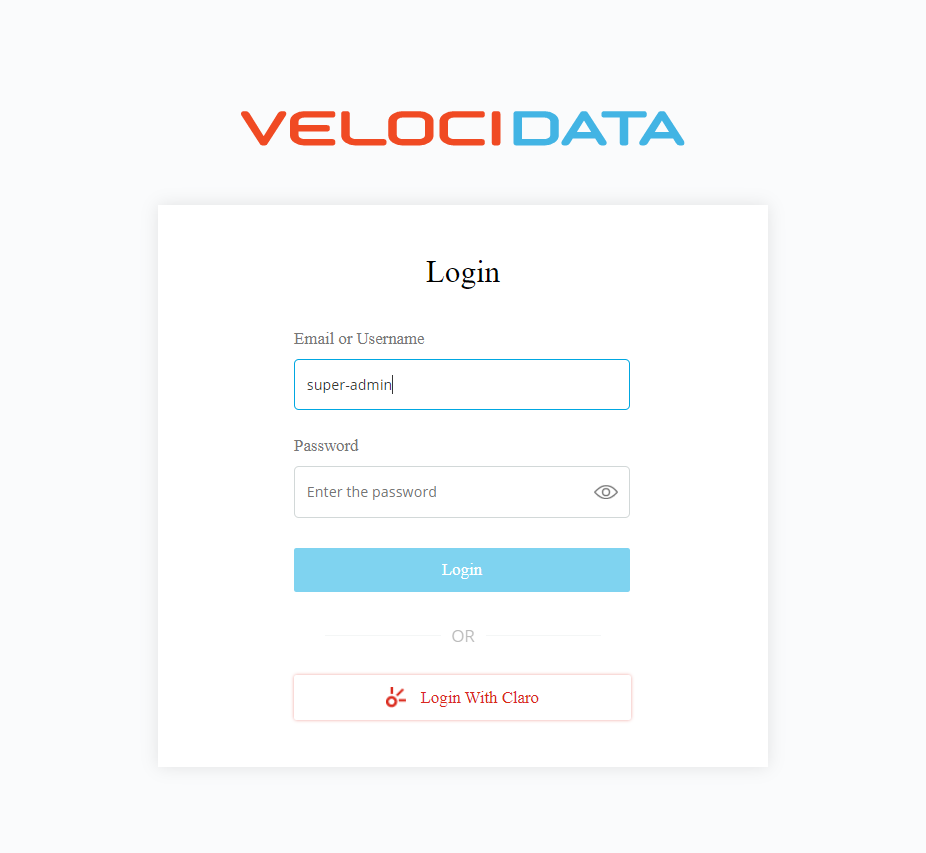 VELOCIDATA
Login
Email or Username
super-admin
Password
Enter the password
Login
OR
Login With Claro